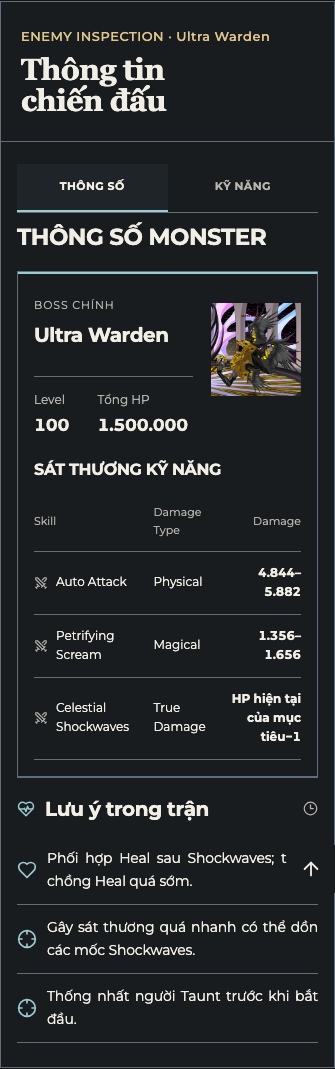 ENEMY INSPECTION · Ultra Warden
Thông tin
chiến đấu
THÔNG SỐ
KỸ NĂNG
THÔNG SỐ MONSTER
BOSS CHÍNH
Ultra Warden
Level
Tổng HP
100
1.500.000
SÁT THƯƠNG KỸ NĂNG
Skill
Damage
Type
Damage
Auto Attack
Physical
4.844–
5.882
Petrifying
Scream
Magical
1.356–
1.656
Celestial
Shockwaves
True
Damage
HP hiện tại
của mục
tiêu−1
Lưu ý trong trận
Phối hợp Heal sau Shockwaves; t
chồng Heal quá sớm.
Gây sát thương quá nhanh có thể dồn
các mốc Shockwaves.
Thống nhất người Taunt trước khi bắt
đầu.